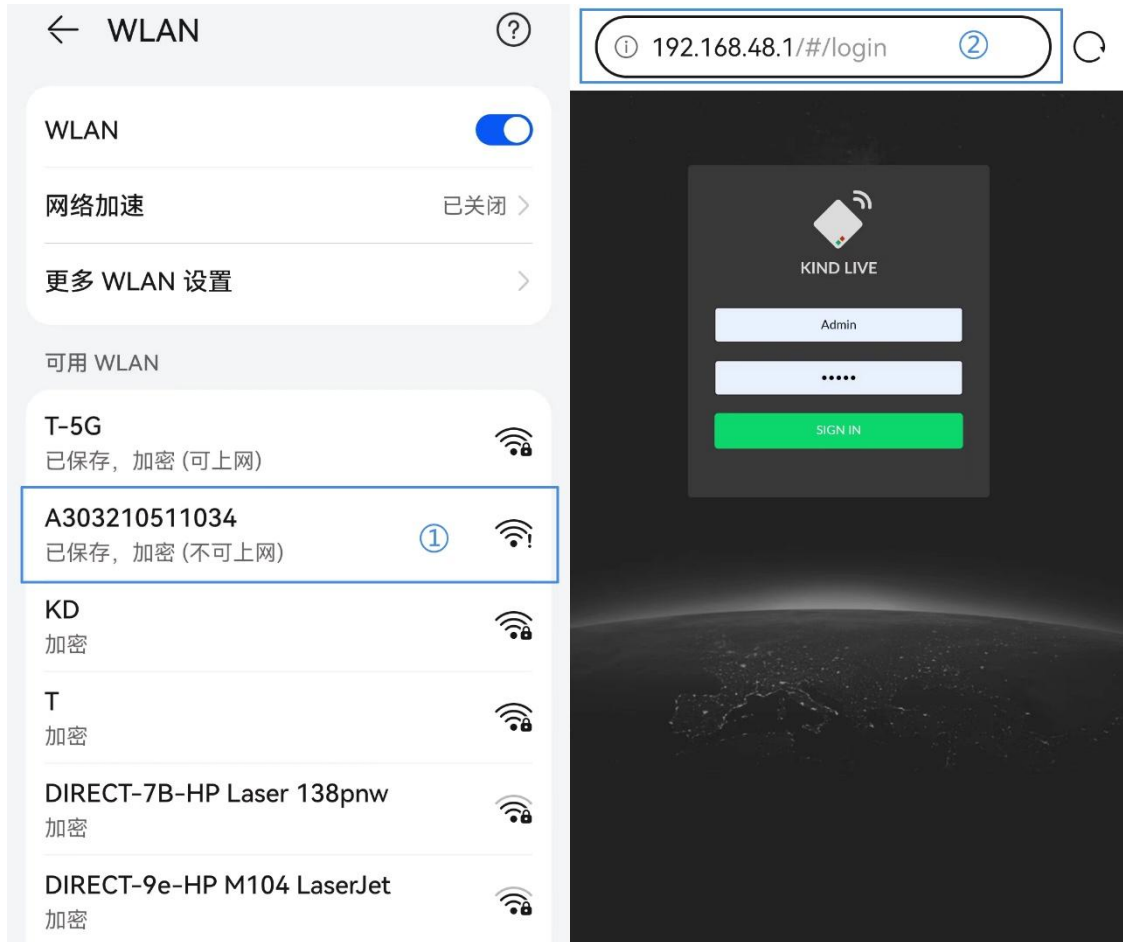 WLAN
WLAN
网络加速 已关闭
更多 WLAN 设置
可用 WLAN
T-5G
已保存，加密 (可上网)
A303210511034 ①
已保存，加密 (不可上网)
KD
加密
T
加密
DIRECT-7B-HP Laser 138pnw
加密
DIRECT-9e-HP M104 LaserJet
加密
192.168.48.1/#/login ②
KIND LIVE
Admin
•••••
SIGN IN